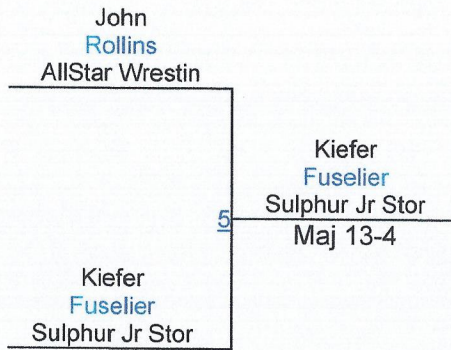 John
Rollins
AllStar Wrestin
Kiefer
Fuselier
Sulphur Jr Stor
5
Maj 13-4
Kiefer
Fuselier
Sulphur Jr Stor